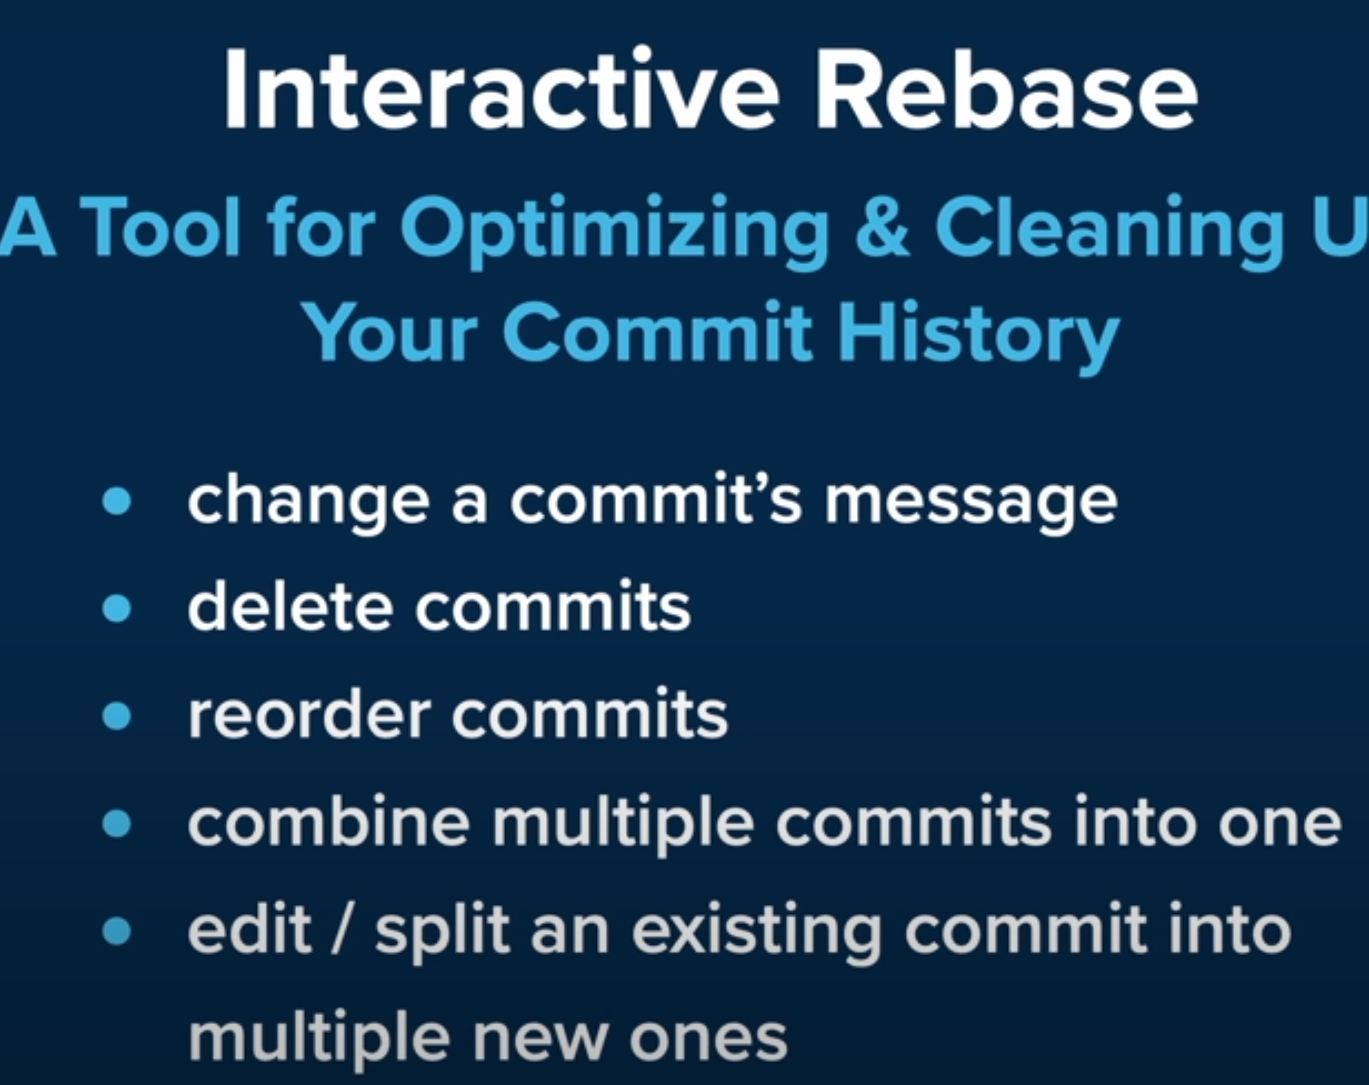 Interactive Rebase
A Tool for Optimizing & Cleaning U
Your Commit History
• change a commit’s message
• delete commits
• reorder commits
• combine multiple commits into one
• edit / split an existing commit into
multiple new ones